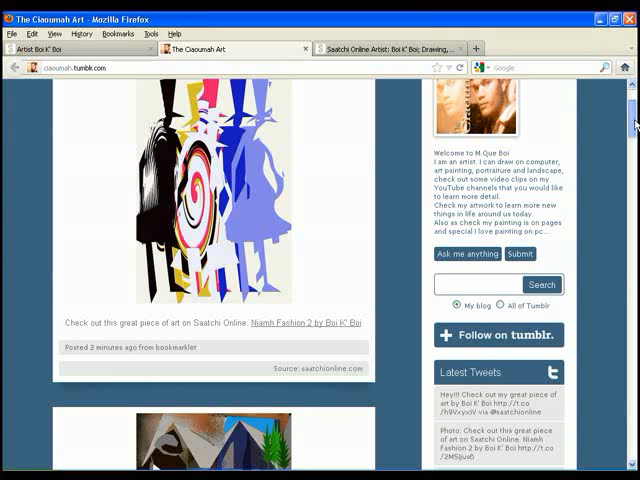 The Ciaoumah Art - Mozilla Firefox
File Edit View History Bookmarks Tools Help
Artist Boi K' Boi
The Ciaoumah Art
Saatchi Online Artist: Boi K' Boi; Drawing,...
ciaoumah.tumblr.com
Google
Welcome to M Que Boi
I am an artist. I can draw on computer,
art painting, portraiture and landscape,
check out some video clips on my
YouTube channels that you would like
to learn more detail.
Check my artwork to learn more new
things in life around us today.
Also as check my painting is on pages
and special I love painting on pc...
Ask me anything
Submit
Search
My blog
All of Tumblr
Follow on tumblr.
Check out this great piece of art on Saatchi Online: Niamh Fashion 2 by Boi K' Boi
Posted 2 minutes ago from bookmarklet
Source: saatchionline.com
Latest Tweets
Hey!!! Check out my great piece of
art by Boi K' Boi http://t.co
/h9VxyxIV via @saatchionline
Photo: Check out this great
piece of art on Saatchi Online: Niamh
Fashion 2 by Boi K' Boi http://t.co
/2M5ijus6